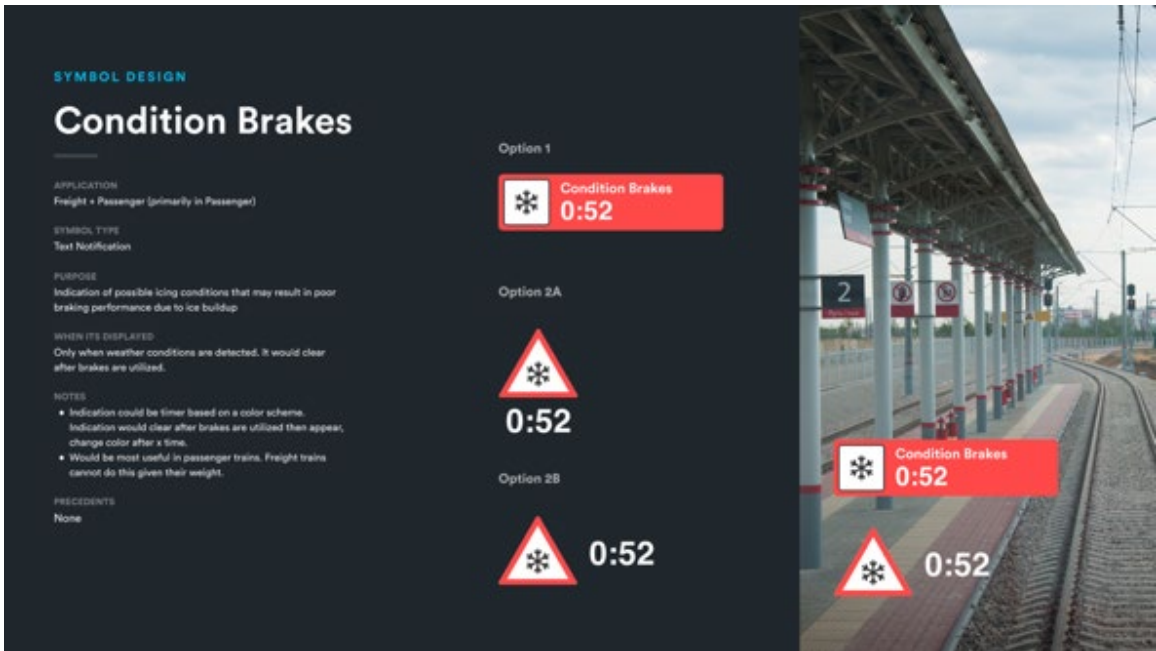 SYMBOL DESIGN
Condition Brakes
APPLICATION
Freight + Passenger (primarily in Passenger)
SYMBOL TYPE
Text Notification
PURPOSE
Indication of possible icing conditions that may result in poor
braking performance due to ice buildup
WHEN ITS DISPLAYED
Only when weather conditions are detected. It would clear
after brakes are utilized.
NOTES
• Indication could be timer based on a color scheme.
Indication would clear after brakes are utilized then appear,
change color after x time.
• Would be most useful in passenger trains. Freight trains
cannot do this given their weight.
PRECEDENTS
None
Option 1
Condition Brakes
0:52
Option 2A
0:52
Option 2B
0:52
2
Condition Brakes
0:52
0:52